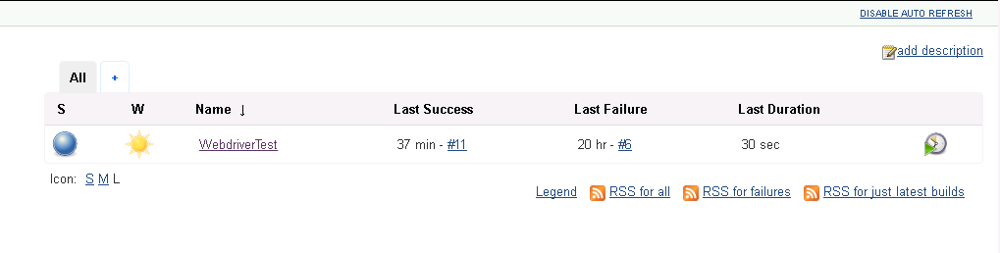 DISABLE AUTO REFRESH
add description
All +
S W Name ↓ Last Success Last Failure Last Duration
WebdriverTest 37 min - #11 20 hr - #6 30 sec
Icon: S M L
Legend RSS for all RSS for failures RSS for just latest builds